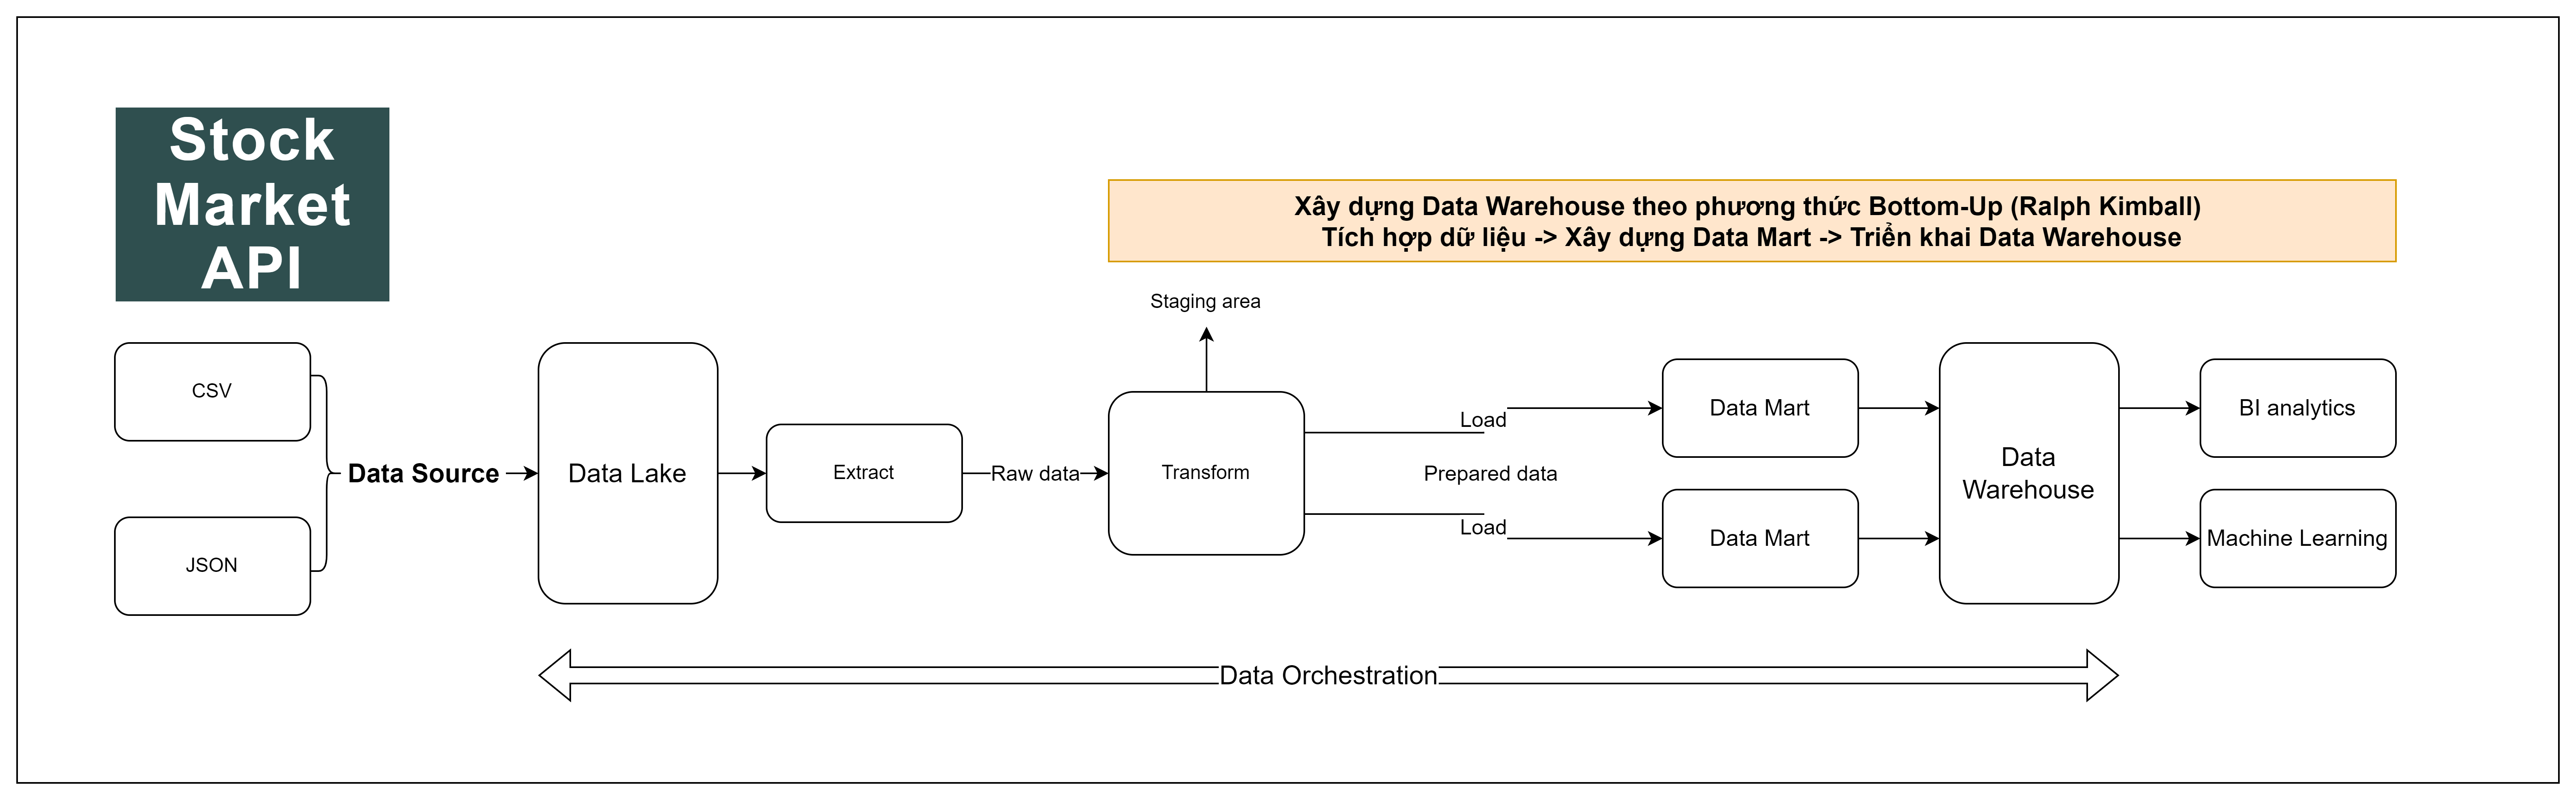 Stock
Market
API
Xây dựng Data Warehouse theo phương thức Bottom-Up (Ralph Kimball)
Tích hợp dữ liệu -> Xây dựng Data Mart -> Triển khai Data Warehouse
Staging area
CSV
JSON
Data Source
Data Lake
Extract
Raw data
Transform
Load
Prepared data
Load
Data Mart
Data Mart
Data
Warehouse
BI analytics
Machine Learning
Data Orchestration